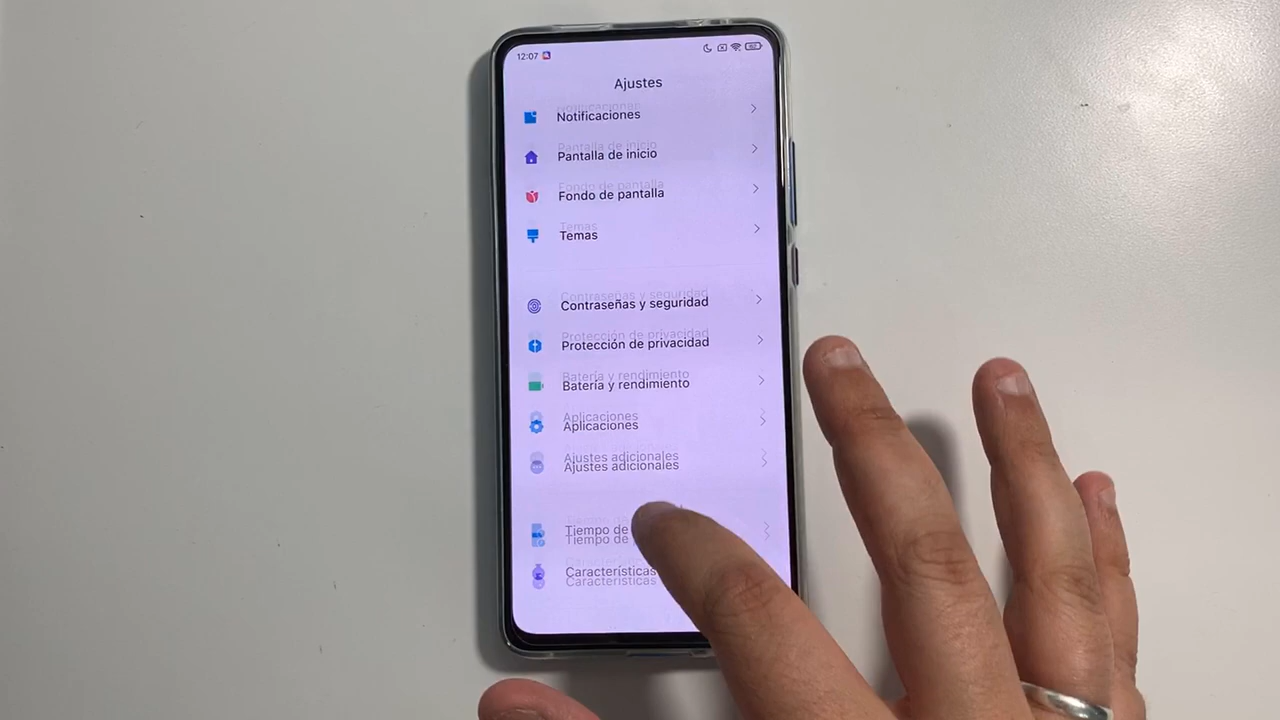 12:07
Ajustes
Notificaciones
Pantalla de inicio
Fondo de pantalla
Temas
Contraseñas y seguridad
Protección de privacidad
Batería y rendimiento
Aplicaciones
Ajustes adicionales
Tiempo de
Características